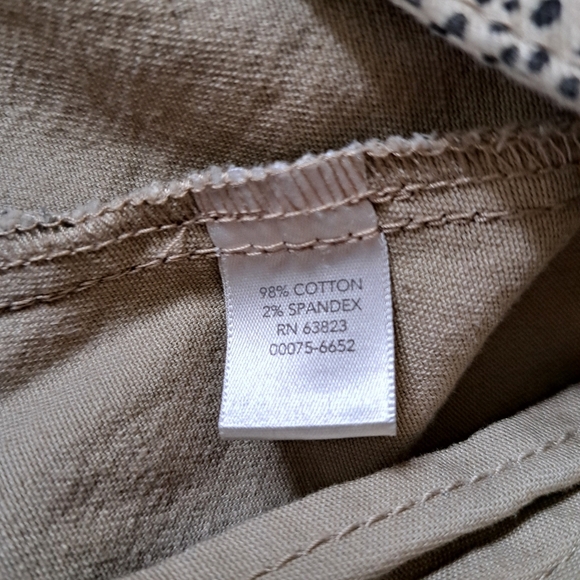 98% COTTON
2% SPANDEX
RN 63823
00075-6652